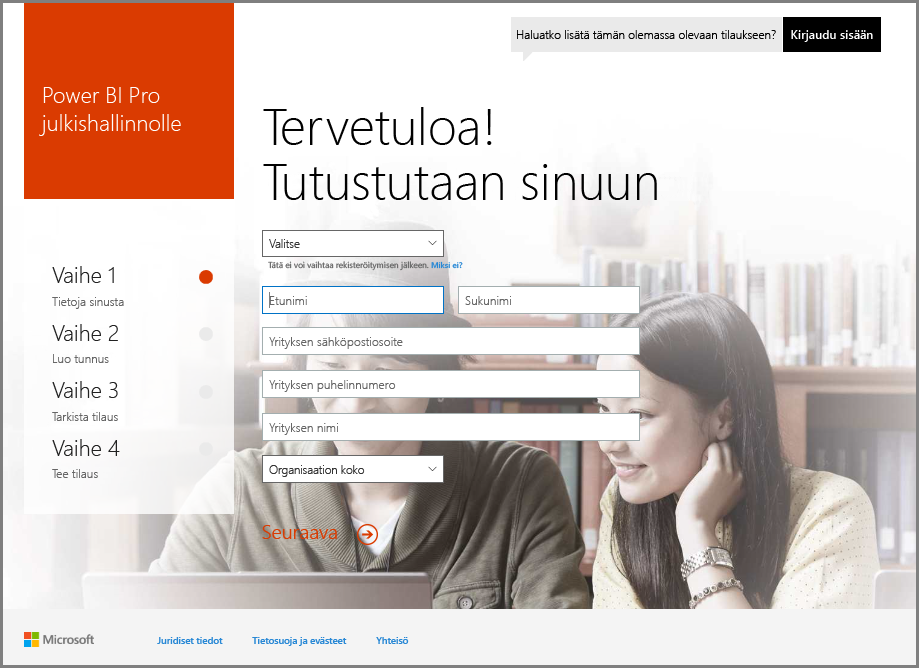 Haluatko lisätä tämän olemassa olevaan tilaukseen?
Kirjaudu sisään
Power BI Pro
julkishallinnolle
Tervetuloa!
Tutustutaan sinuun
Vaihe 1
Tietoja sinusta
Vaihe 2
Luo tunnus
Vaihe 3
Tarkista tilaus
Vaihe 4
Tee tilaus
Valitse
Tätä ei voi vaihtaa rekisteröitymisen jälkeen. Miksi ei?
Etunimi
Sukunimi
Yrityksen sähköpostiosoite
Yrityksen puhelinnumero
Yrityksen nimi
Organisaation koko
Seuraava
Microsoft
Juridiset tiedot
Tietosuoja ja evästeet
Yhteisö